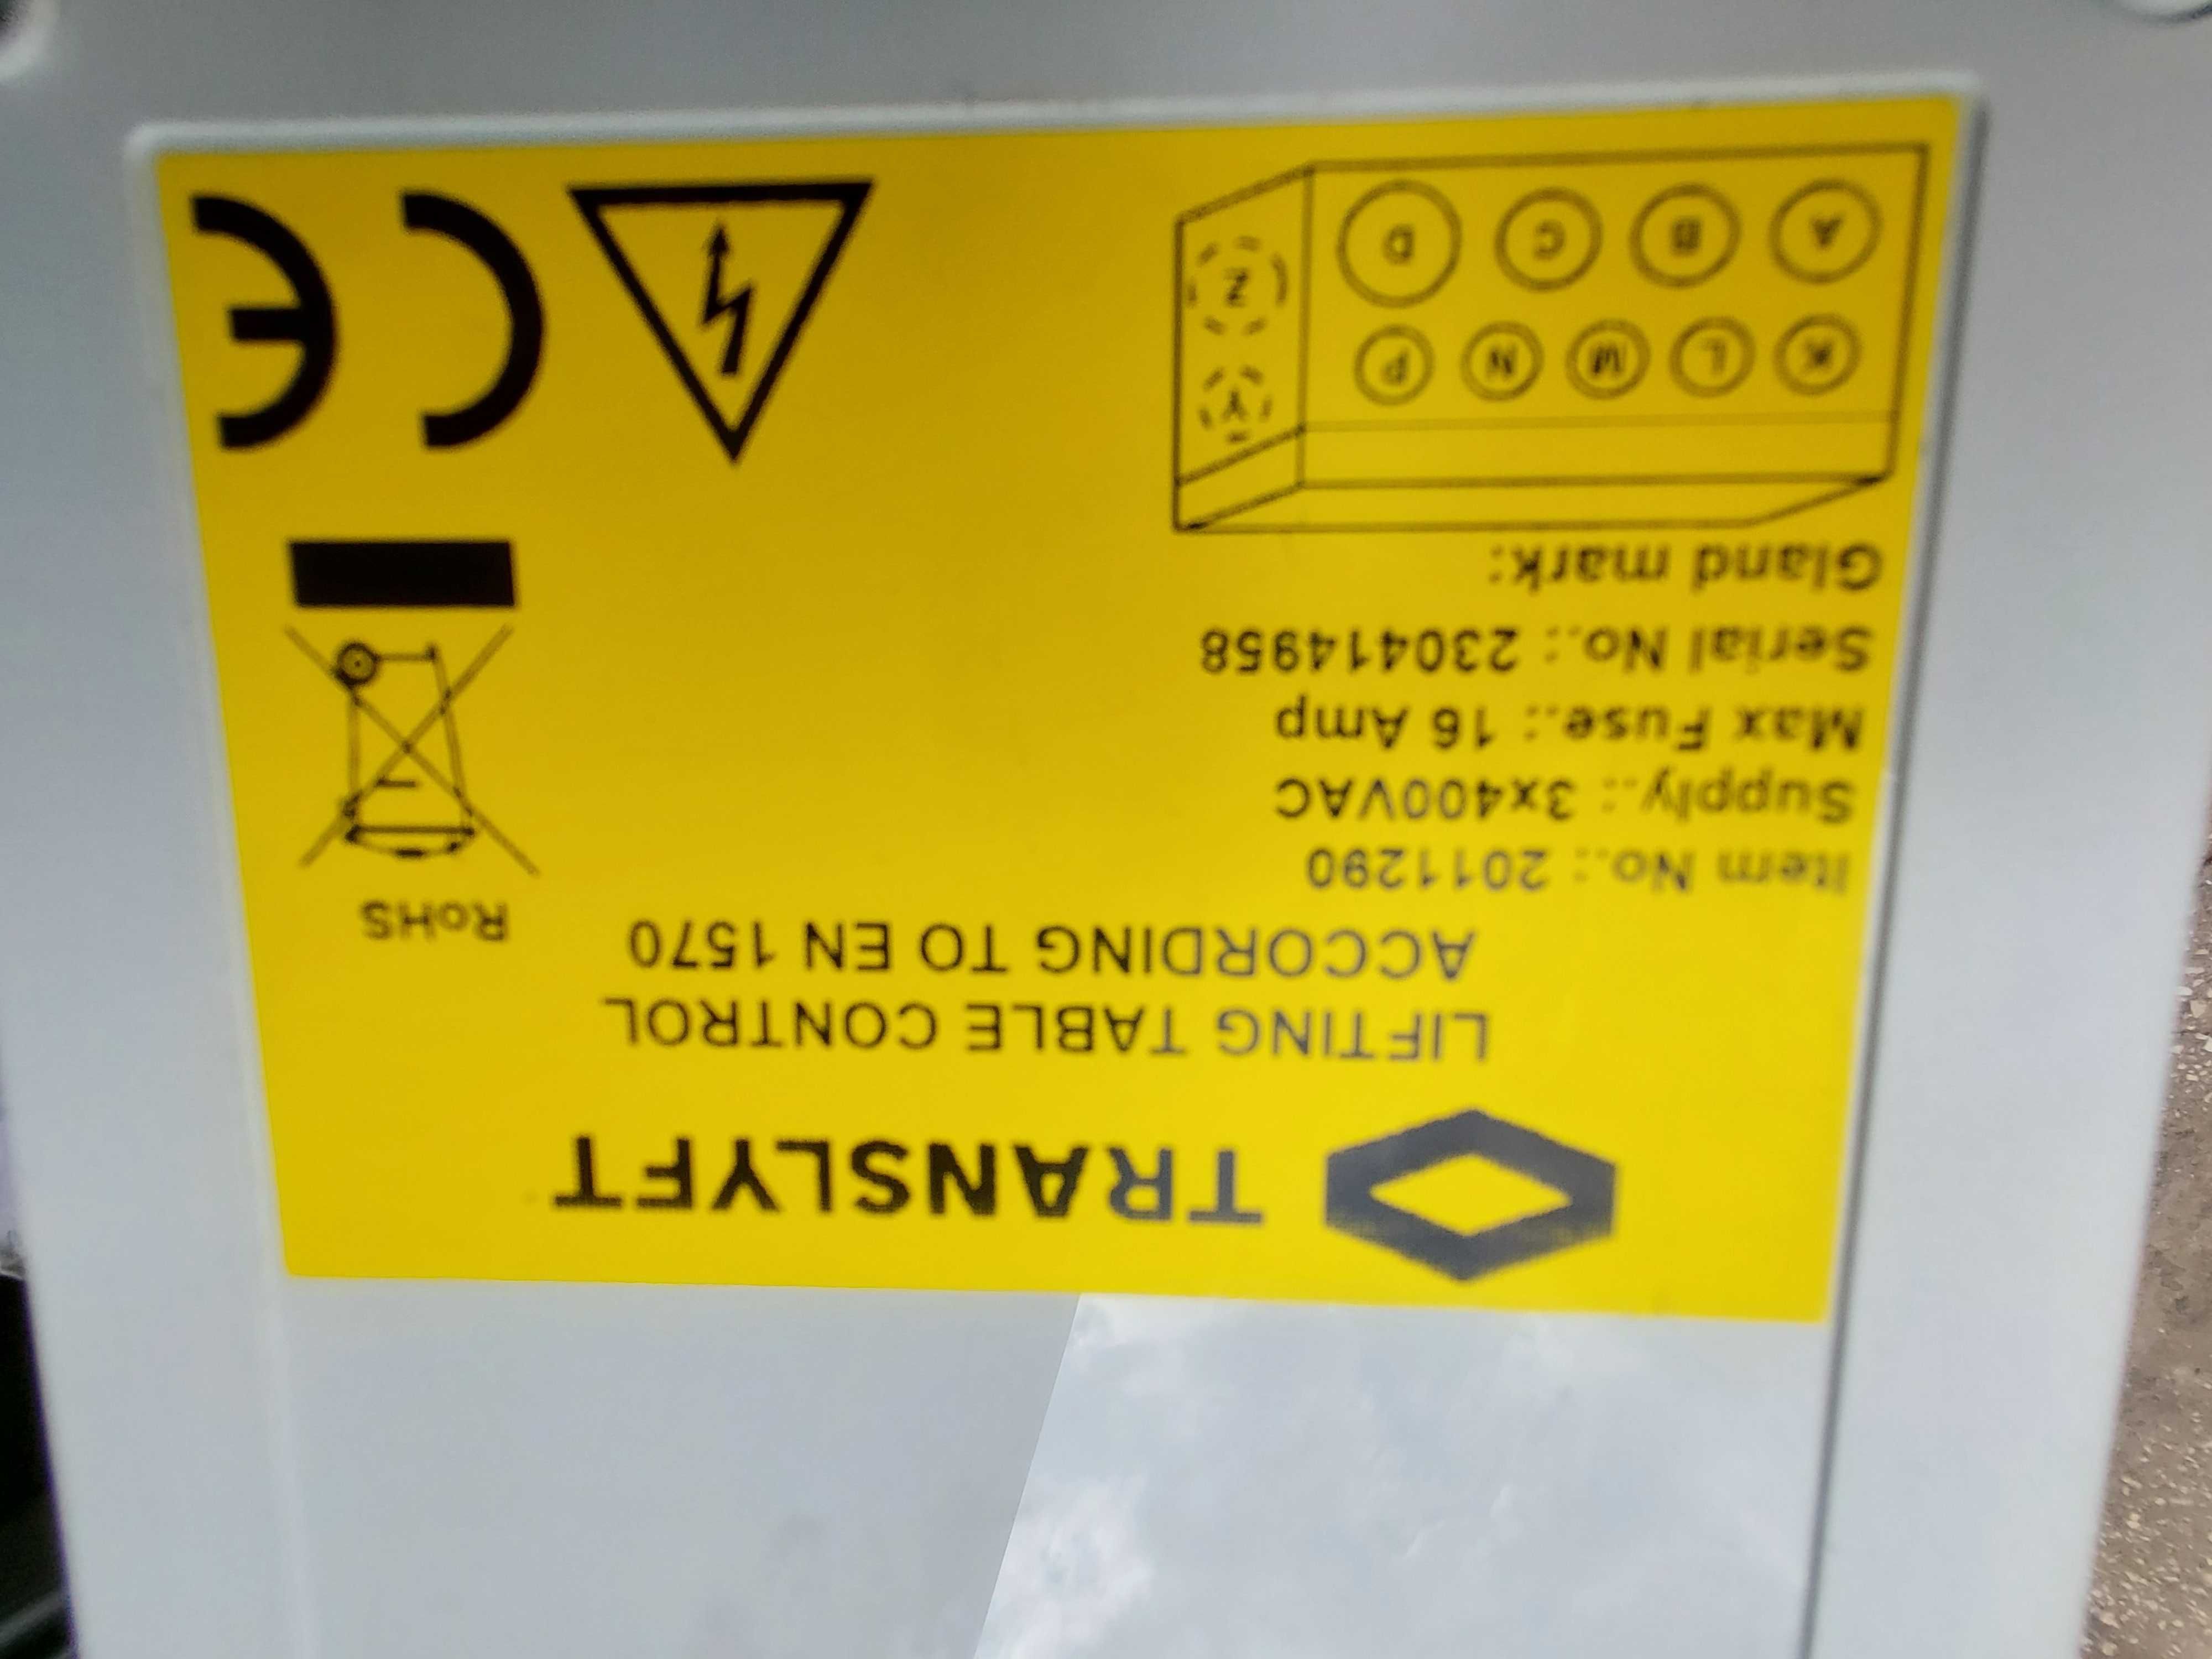 TRANSLYFT
LIFTING TABLE CONTROL
ACCORDING TO EN 1570
RoHS
Item No.: 2011290
Supply..: 3x400VAC
Max Fuse.: 16 Amp
Serial No.: 230414958
Gland mark:
K L M N P Y
A B C D Z
CE